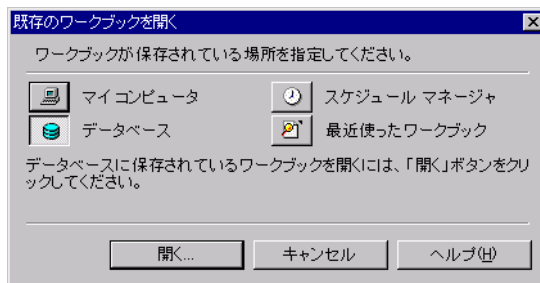 既存のワークブックを開く
ワークブックが保存されている場所を指定してください。
マイ コンピュータ
スケジュール マネージャ
データベース
最近使ったワークブック
データベースに保存されているワークブックを開くには、「開く」ボタンをクリ
ックしてください。
開く...
キャンセル
ヘルプ(H)